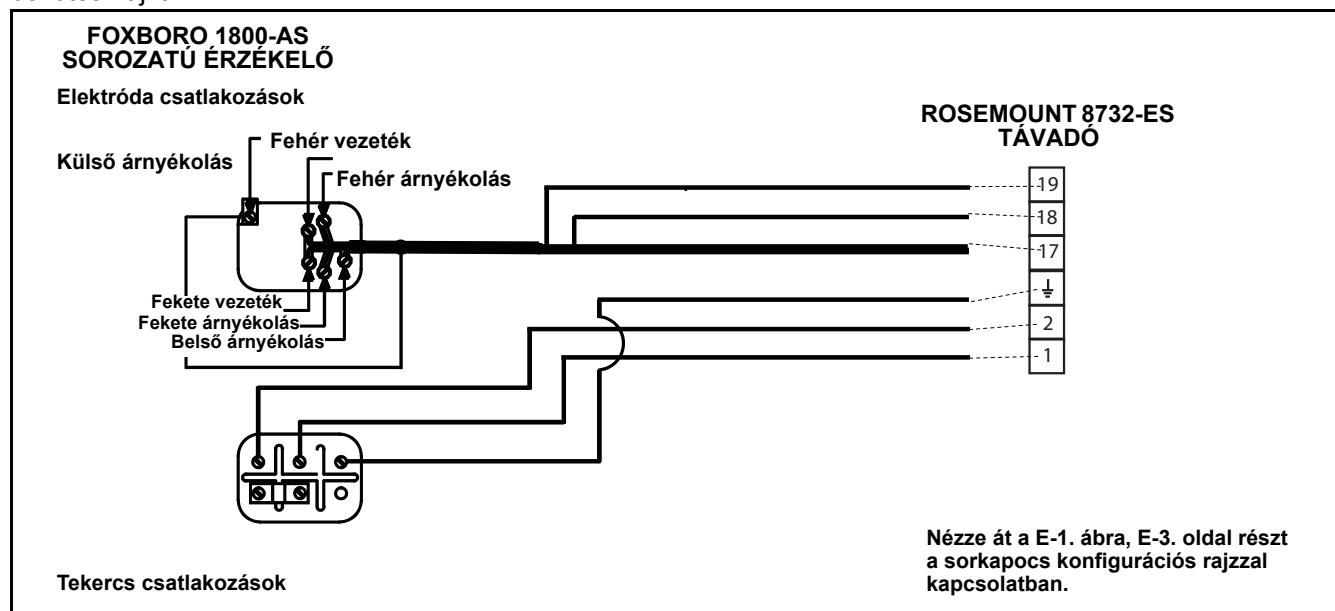 FOXBORO 1800-AS
SOROZATÚ ÉRZÉKELŐ
Elektróda csatlakozások
ROSEMOUNT 8732-ES
TÁVADÓ
Külső árnyékolás
Fehér vezeték
Fehér árnyékolás
19
18
17
2
1
Fekete vezeték
Fekete árnyékolás
Belső árnyékolás
Nézze át a E-1. ábra, E-3. oldal részt
a sorkapocs konfigurációs rajzzal
kapcsolatban.
Tekercs csatlakozások